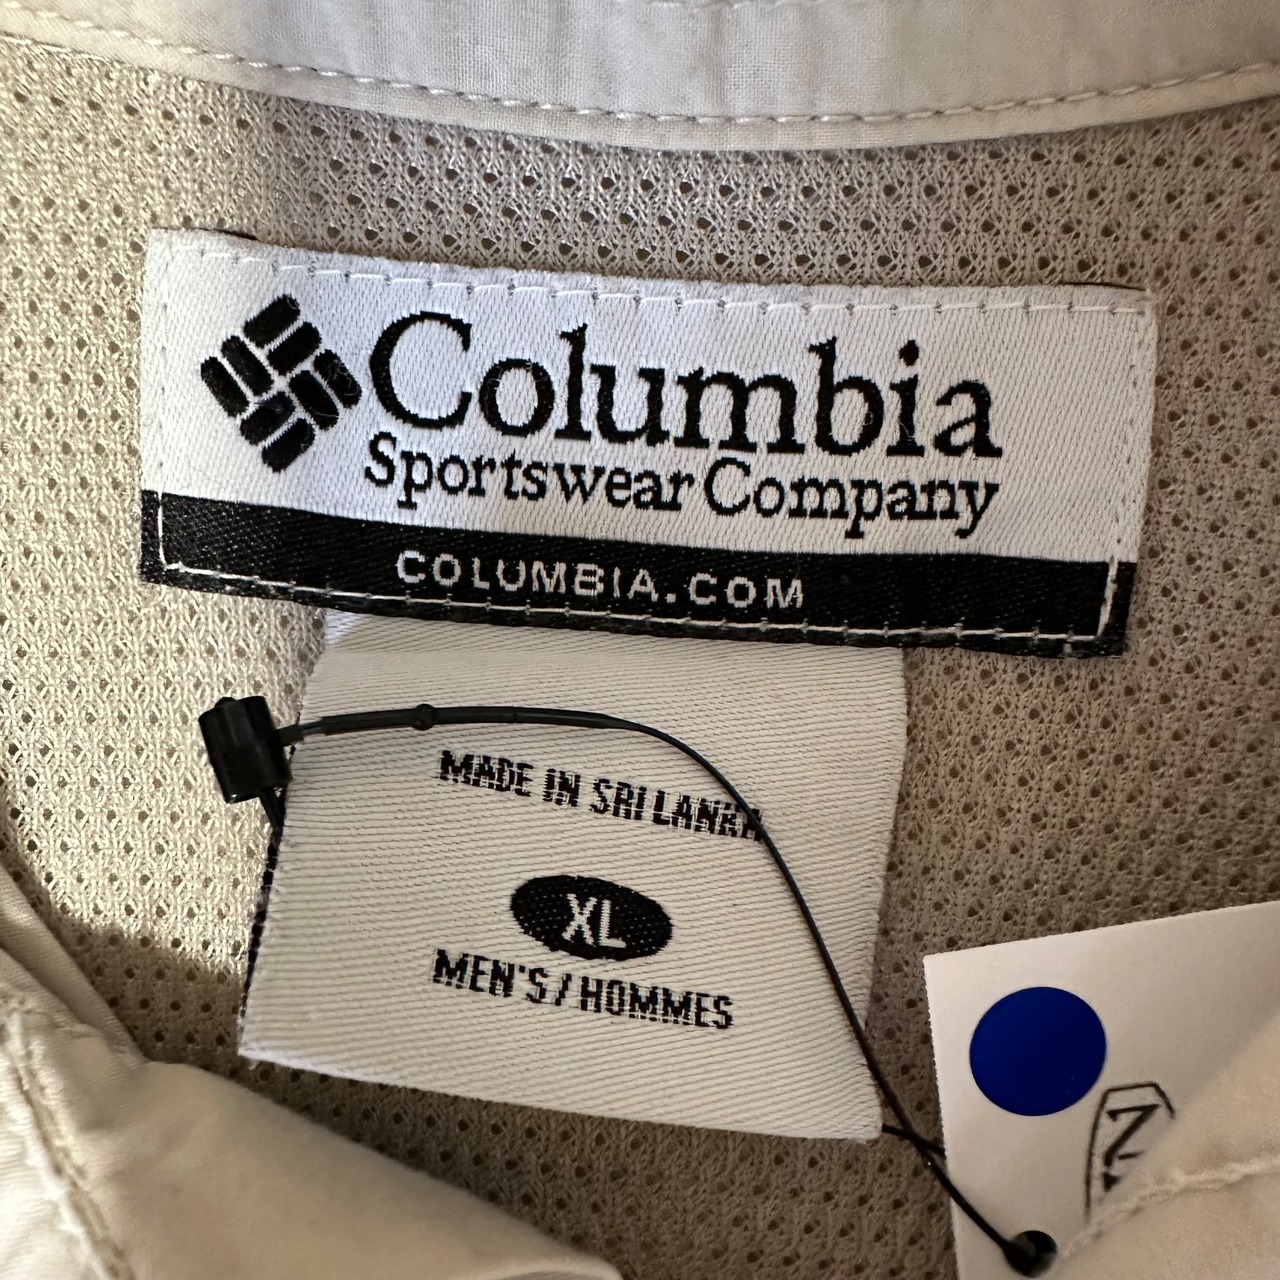 Columbia
Sportswear Company
COLUMBIA.COM
MADE IN SRI LANKA
XL
MEN'S / HOMMES